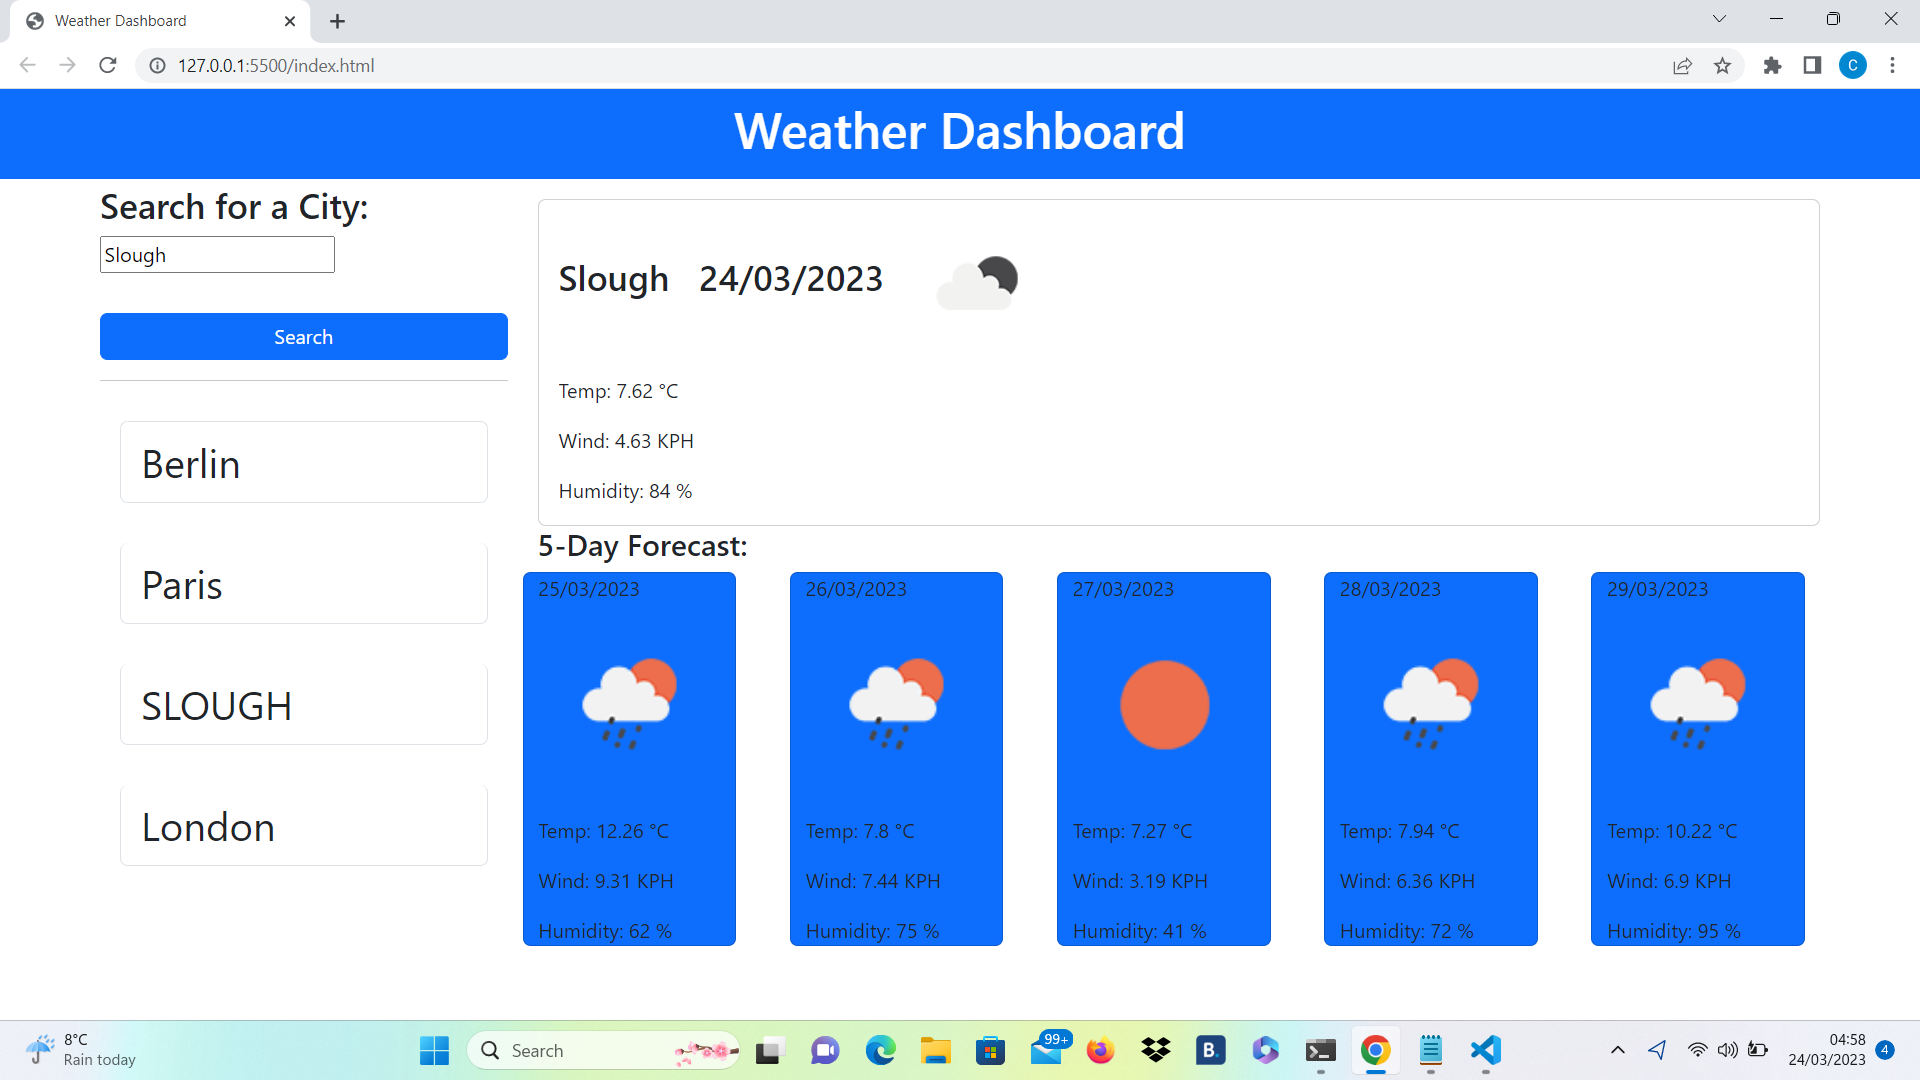 Weather Dashboard
127.0.0.1:5500/index.html
C
Weather Dashboard
Search for a City:
Slough
Search
Berlin
Paris
SLOUGH
London
Slough 24/03/2023
Temp: 7.62 °C
Wind: 4.63 KPH
Humidity: 84 %
5-Day Forecast:
25/03/2023
Temp: 12.26 °C
Wind: 9.31 KPH
Humidity: 62 %
26/03/2023
Temp: 7.8 °C
Wind: 7.44 KPH
Humidity: 75 %
27/03/2023
Temp: 7.27 °C
Wind: 3.19 KPH
Humidity: 41 %
28/03/2023
Temp: 7.94 °C
Wind: 6.36 KPH
Humidity: 72 %
29/03/2023
Temp: 10.22 °C
Wind: 6.9 KPH
Humidity: 95 %
8°C
Rain today
Search
99+
B.
04:58
24/03/2023
4